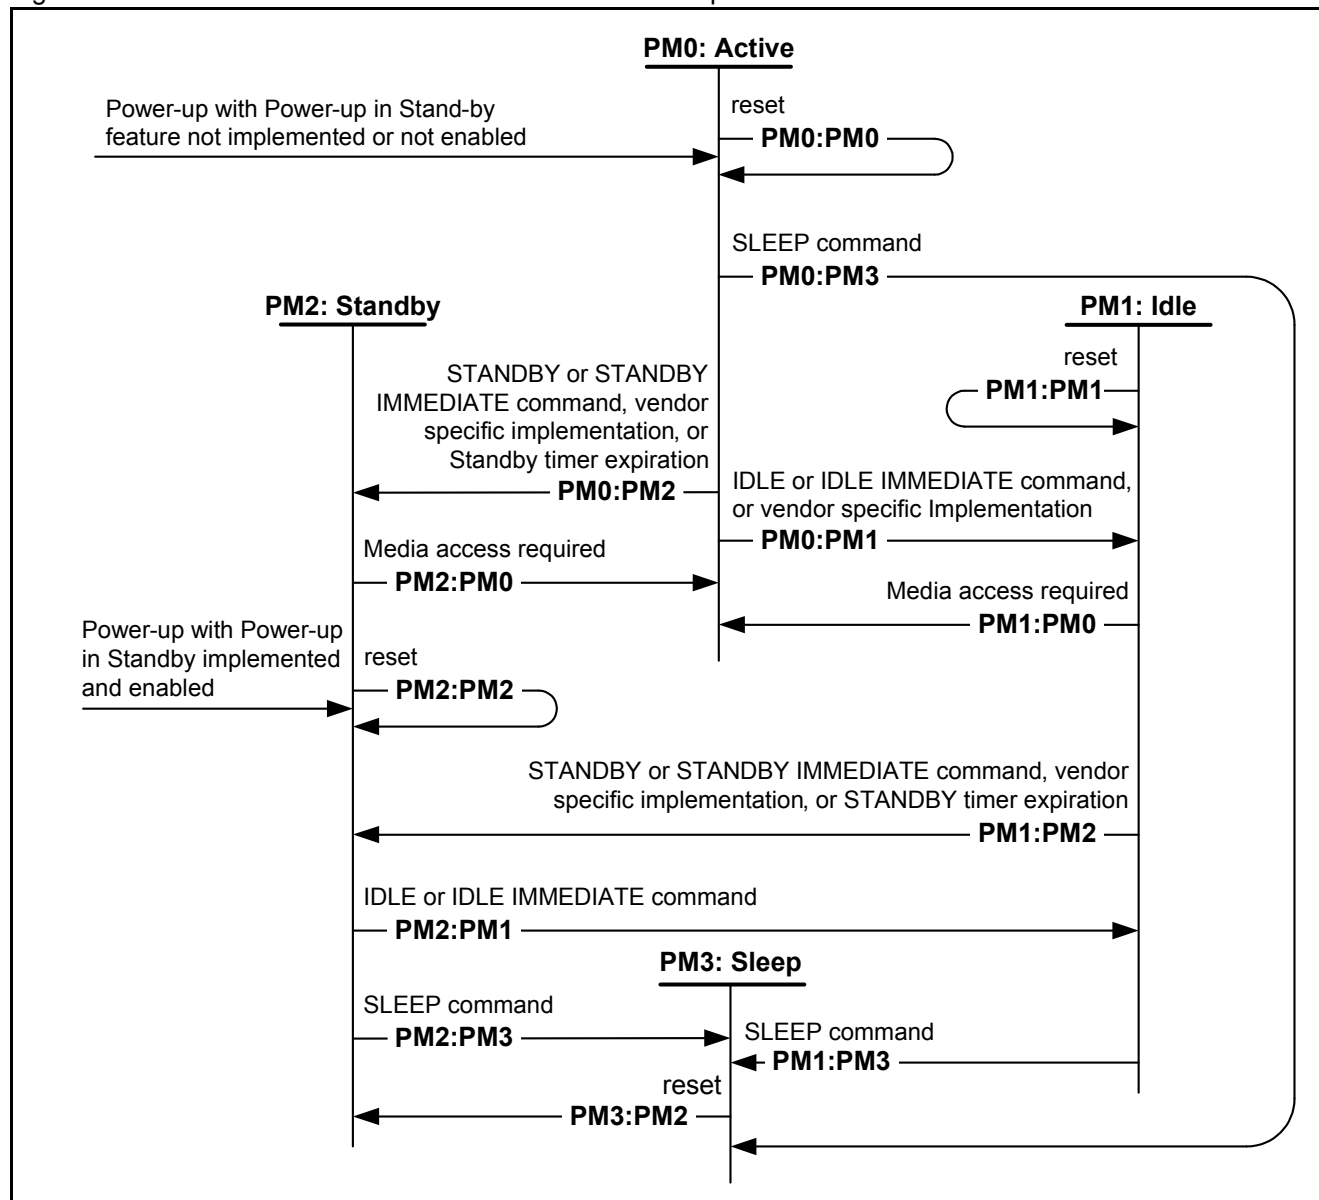 PM0: Active
Power-up with Power-up in Stand-by
feature not implemented or not enabled
reset
PM0:PM0
SLEEP command
PM0:PM3
PM2: Standby
PM1: Idle
reset
PM1:PM1
STANDBY or STANDBY
IMMEDIATE command, vendor
specific implementation, or
Standby timer expiration
PM0:PM2
IDLE or IDLE IMMEDIATE command,
or vendor specific Implementation
PM0:PM1
Media access required
PM2:PM0
Media access required
PM1:PM0
Power-up with Power-up
in Standby implemented
and enabled
reset
PM2:PM2
STANDBY or STANDBY IMMEDIATE command, vendor
specific implementation, or STANDBY timer expiration
PM1:PM2
IDLE or IDLE IMMEDIATE command
PM2:PM1
PM3: Sleep
SLEEP command
PM2:PM3
SLEEP command
PM1:PM3
reset
PM3:PM2